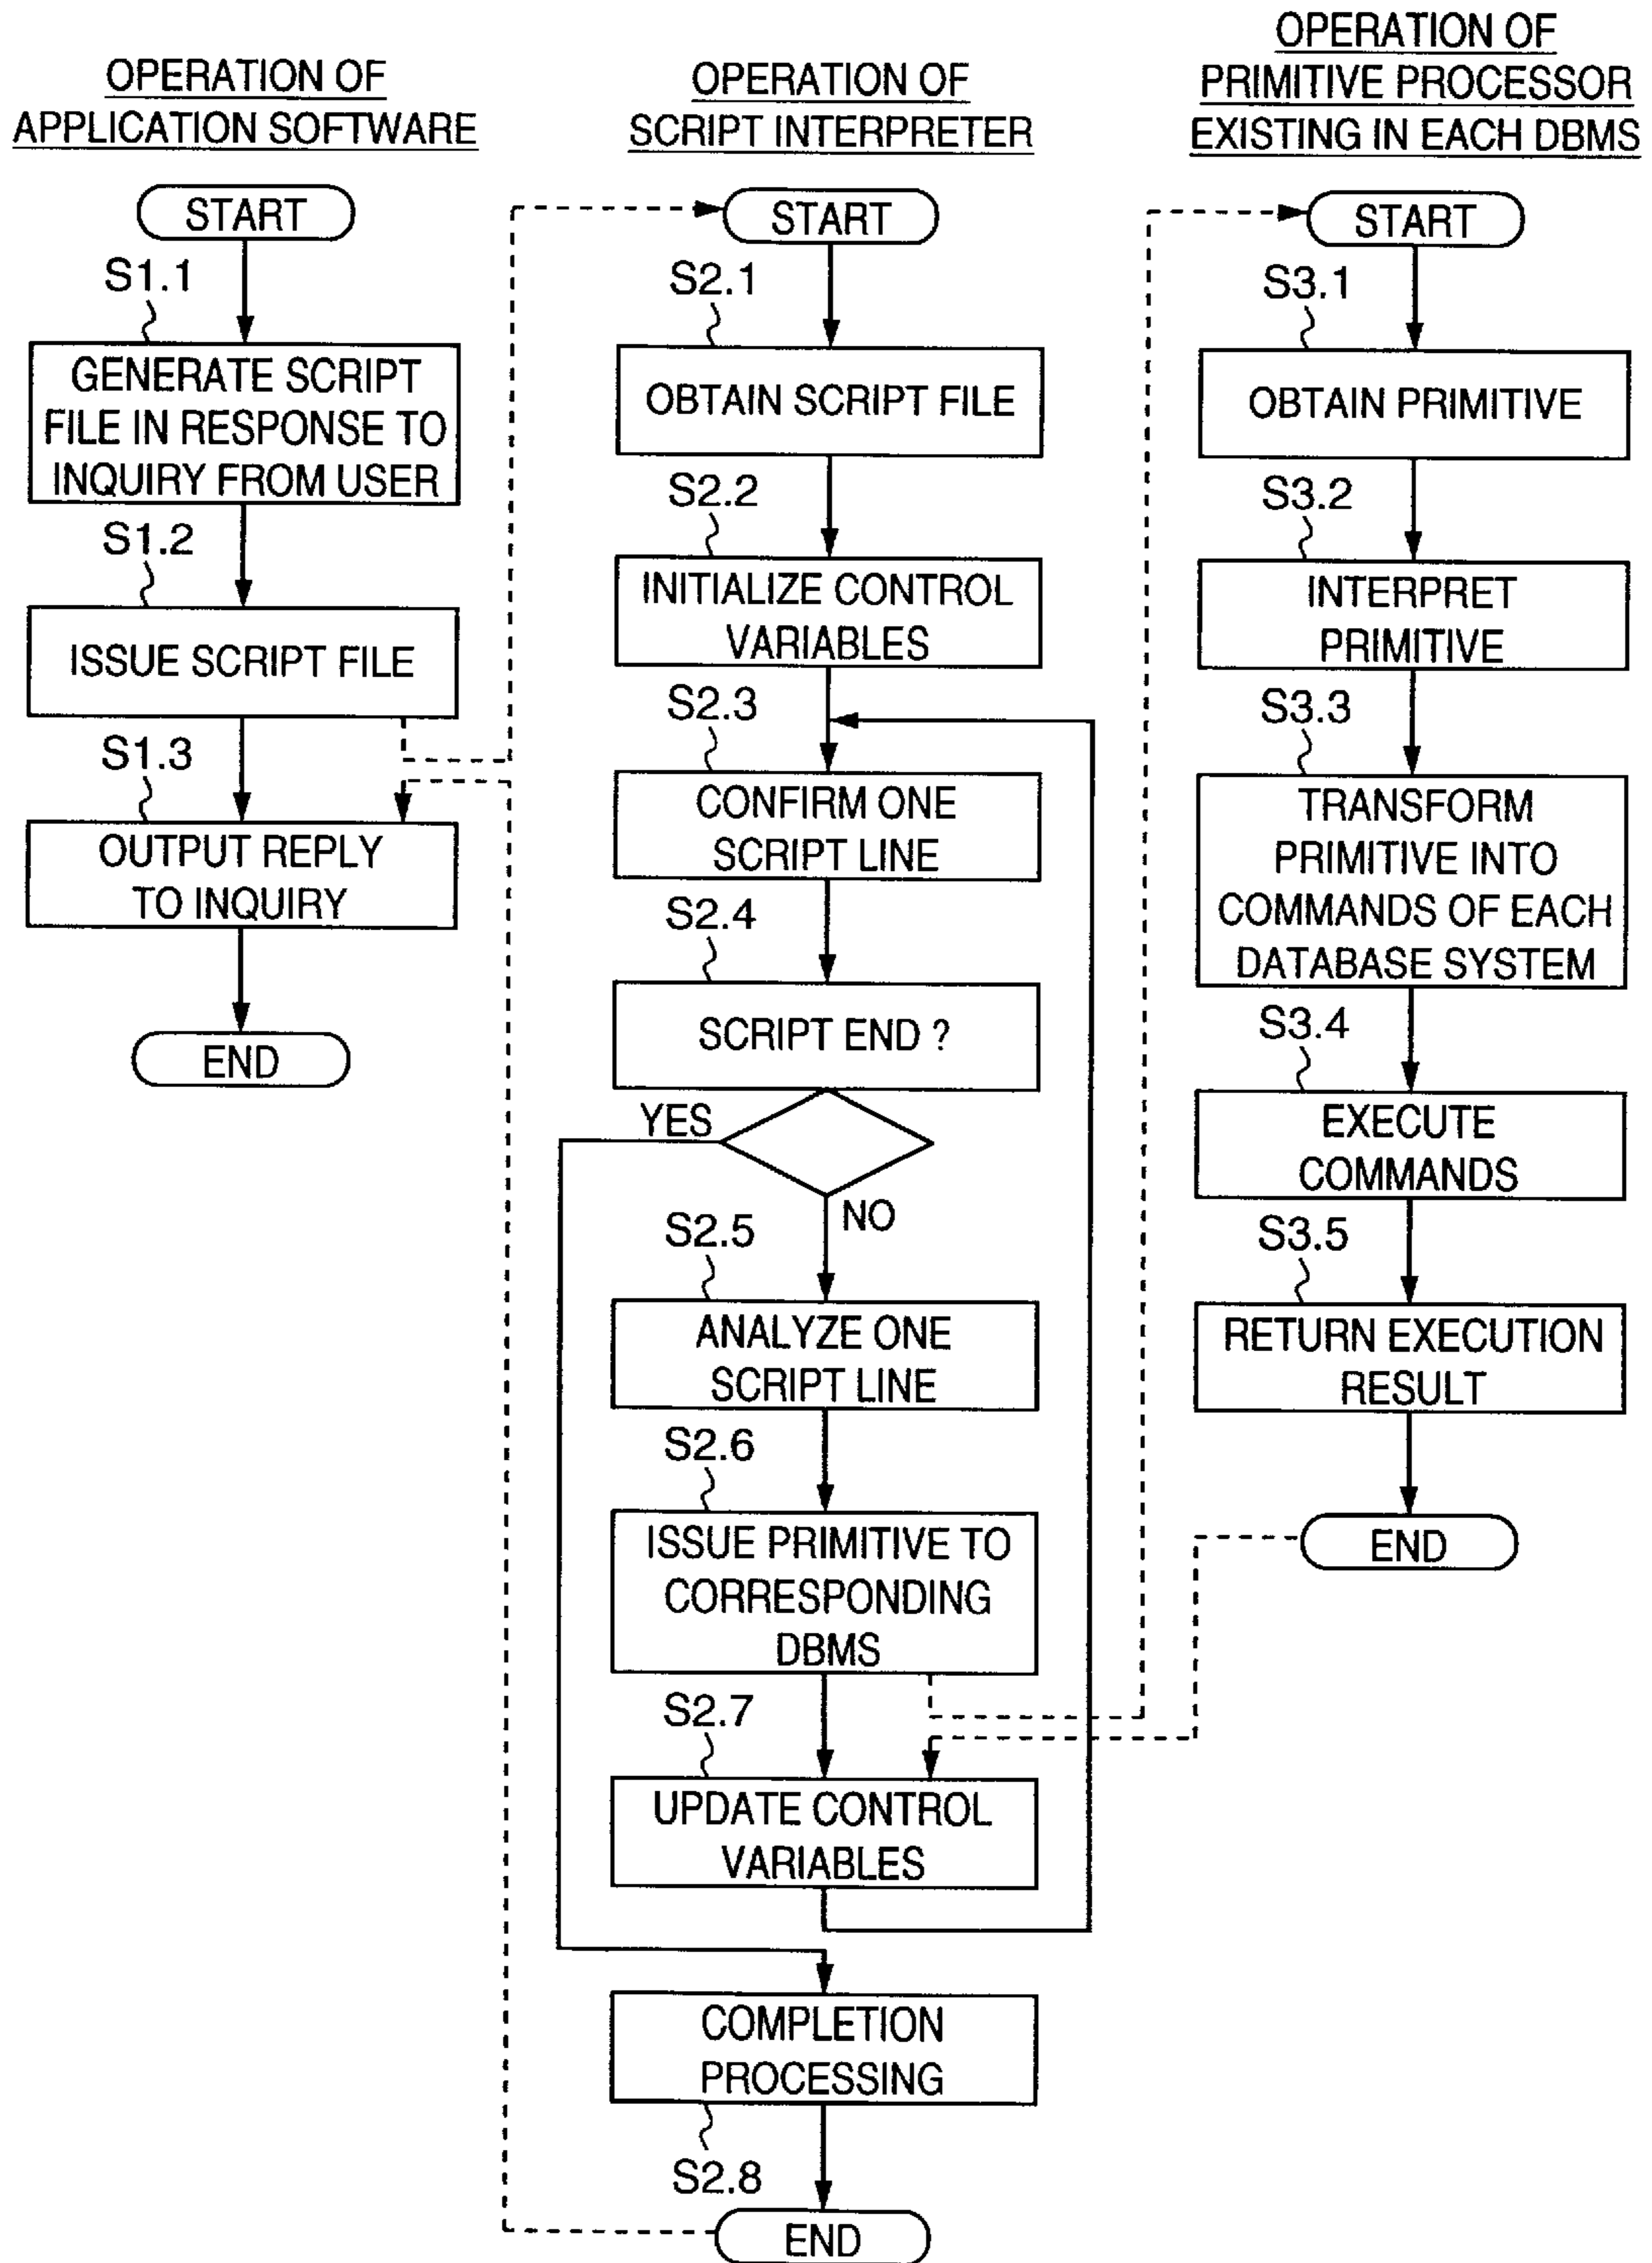 OPERATION OF
APPLICATION SOFTWARE
START
S1.1
GENERATE SCRIPT
FILE IN RESPONSE TO
INQUIRY FROM USER
S1.2
ISSUE SCRIPT FILE
S1.3
OUTPUT REPLY
TO INQUIRY
END
OPERATION OF
SCRIPT INTERPRETER
START
S2.1
OBTAIN SCRIPT FILE
S2.2
INITIALIZE CONTROL
VARIABLES
S2.3
CONFIRM ONE
SCRIPT LINE
S2.4
SCRIPT END ?
YES
NO
S2.5
ANALYZE ONE
SCRIPT LINE
S2.6
ISSUE PRIMITIVE TO
CORRESPONDING
DBMS
S2.7
UPDATE CONTROL
VARIABLES
COMPLETION
PROCESSING
S2.8
END
OPERATION OF
PRIMITIVE PROCESSOR
EXISTING IN EACH DBMS
START
S3.1
OBTAIN PRIMITIVE
S3.2
INTERPRET
PRIMITIVE
S3.3
TRANSFORM
PRIMITIVE INTO
COMMANDS OF EACH
DATABASE SYSTEM
S3.4
EXECUTE
COMMANDS
S3.5
RETURN EXECUTION
RESULT
END